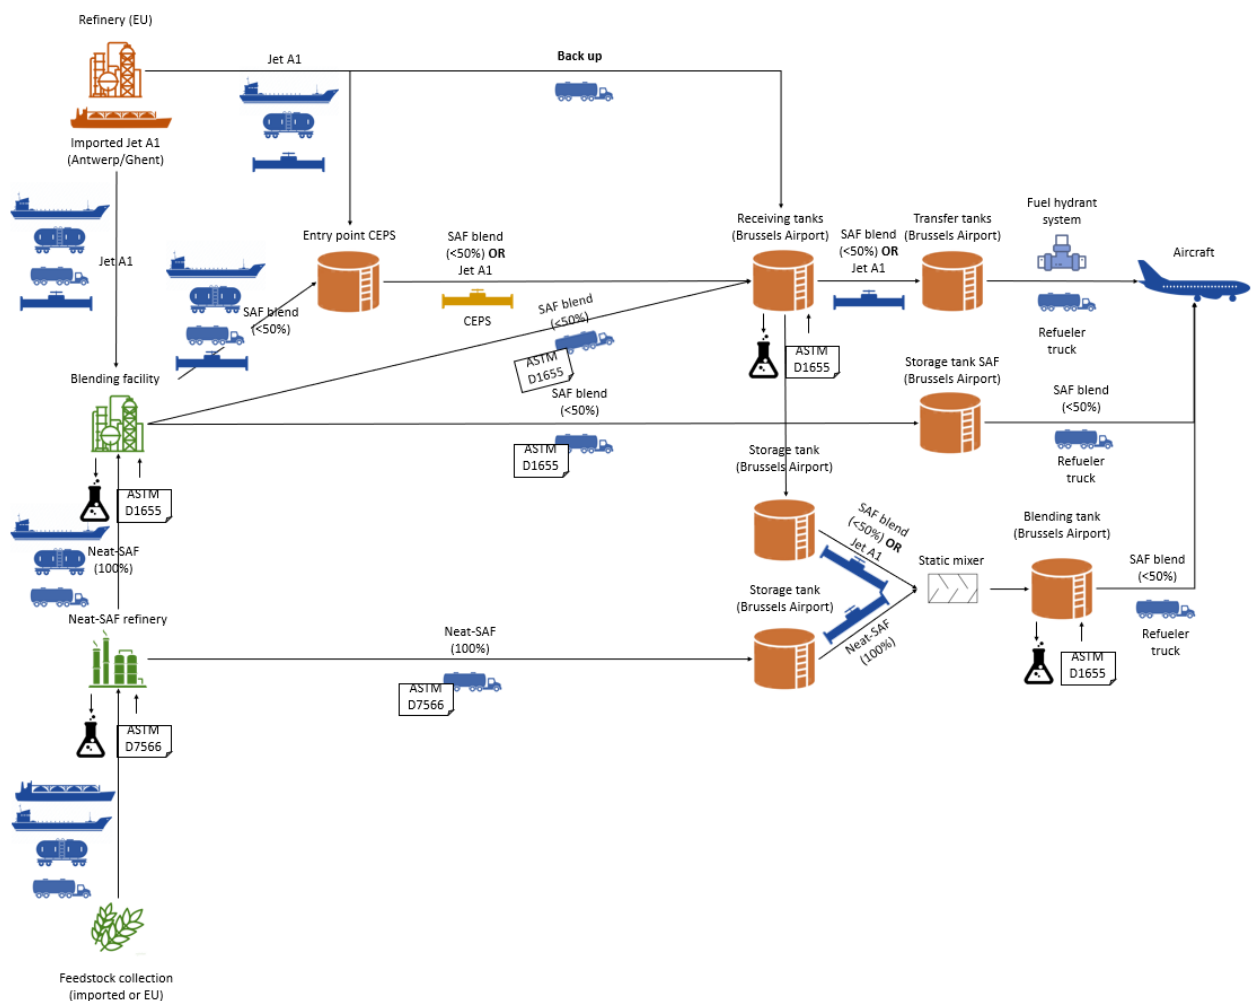 Refinery (EU)
Jet A1
Back up
Imported Jet A1
(Antwerp/Ghent)
Jet A1
Entry point CEPS
SAF blend
(<50%) OR
Jet A1
CEPS
SAF blend
(<50%)
Receiving tanks
(Brussels Airport)
SAF blend
(<50%) OR
Jet A1
Transfer tanks
(Brussels Airport)
Fuel hydrant
system
Refueler
truck
Aircraft
Blending facility
SAF blend
(<50%)
ASTM
D1655
ASTM
D1655
SAF blend
(<50%)
ASTM
D1655
Storage tank SAF
(Brussels Airport)
SAF blend
(<50%)
Refueler
truck
ASTM
D1655
Neat-SAF
(100%)
Storage tank
(Brussels Airport)
SAF blend
(<50%) OR
Jet A1
Static mixer
Blending tank
(Brussels Airport)
SAF blend
(<50%)
Refueler
truck
Storage tank
(Brussels Airport)
Neat-SAF
(100%)
ASTM
D1655
Neat-SAF refinery
Neat-SAF
(100%)
ASTM
D7566
ASTM
D7566
Feedstock collection
(imported or EU)